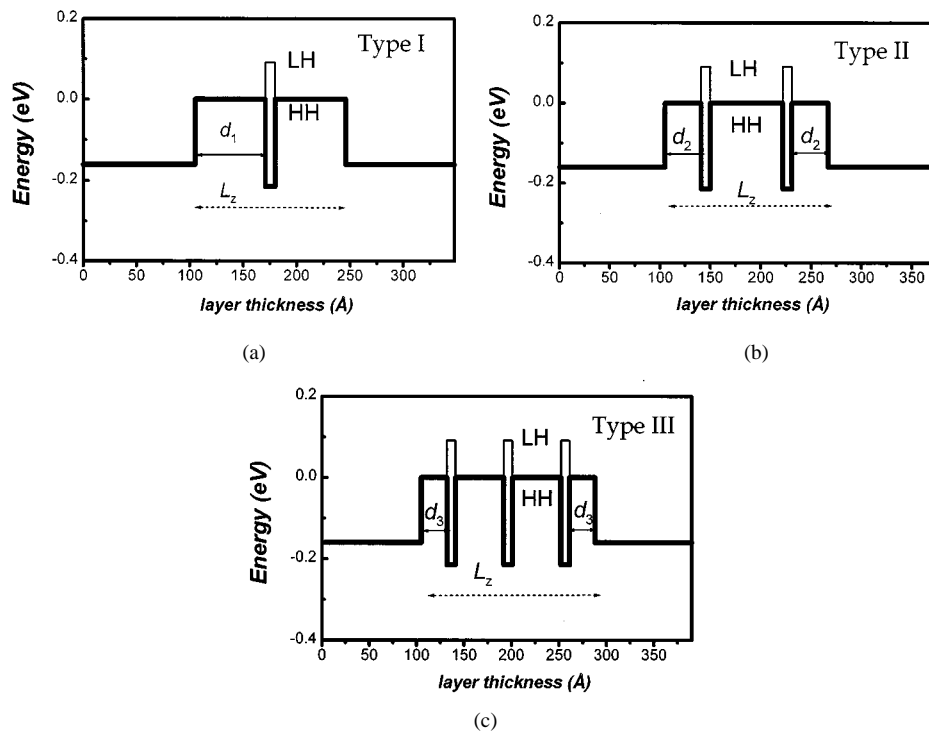 0.2
Type I
LH
0.0
HH
d1
-0.2
Lz
-0.4
0 50 100 150 200 250 300
Energy (eV)
layer thickness (Å)
(a)
0.2
Type II
LH
0.0
HH
d2
d2
-0.2
Lz
-0.4
0 50 100 150 200 250 300 350
Energy (eV)
layer thickness (Å)
(b)
0.2
Type III
LH
0.0
HH
d3
d3
-0.2
Lz
-0.4
0 50 100 150 200 250 300 350
Energy (eV)
layer thickness (Å)
(c)